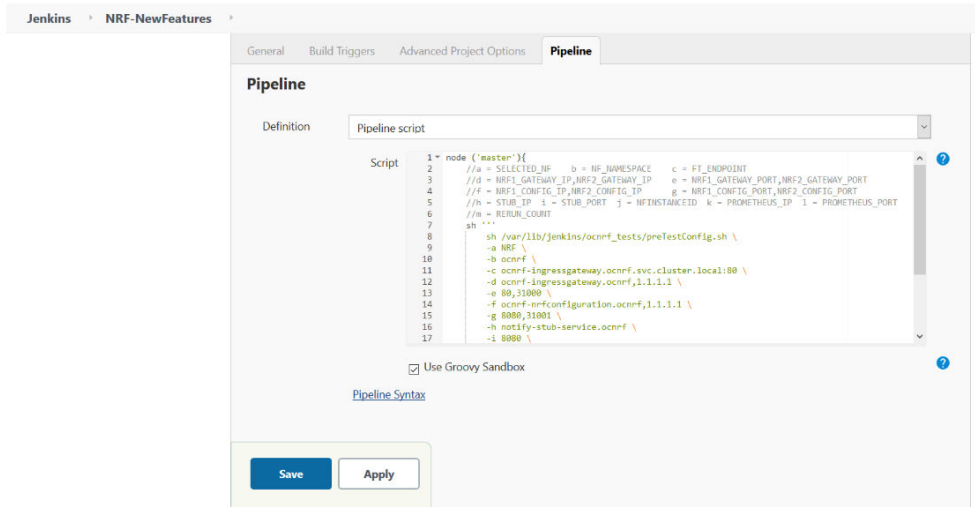 Jenkins NRF-NewFeatures
General Build Triggers Advanced Project Options Pipeline
Pipeline
Definition Pipeline script
Script
1 node ('master'){
2 //a = SELECTED_NF b = NF_NAMESPACE c = FT_ENDPOINT
3 //d = NRF1_GATEWAY_IP,NRF2_GATEWAY_IP e = NRF1_GATEWAY_PORT,NRF2_GATEWAY_PORT
4 //f = NRF1_CONFIG_IP,NRF2_CONFIG_IP g = NRF1_CONFIG_PORT,NRF2_CONFIG_PORT
5 //h = STUB_IP i = STUB_PORT j = NFINSTANCEID k = PROMETHEUS_IP l = PROMETHEUS_PORT
6 //m = RERUN_COUNT
7 sh '''
8 sh /var/lib/jenkins/ocnrf_tests/preTestConfig.sh \
9 -a NRF \
10 -b ocnrf \
11 -c ocnrf-ingressgateway.ocnrf.svc.cluster.local:80 \
12 -d ocnrf-ingressgateway.ocnrf,1.1.1.1 \
13 -e 80,31000 \
14 -f ocnrf-nrfconfiguration.ocnrf,1.1.1.1 \
15 -g 8080,31001 \
16 -h notify-stub-service.ocnrf \
17 -i 8080 \
Use Groovy Sandbox
Pipeline Syntax
Save Apply